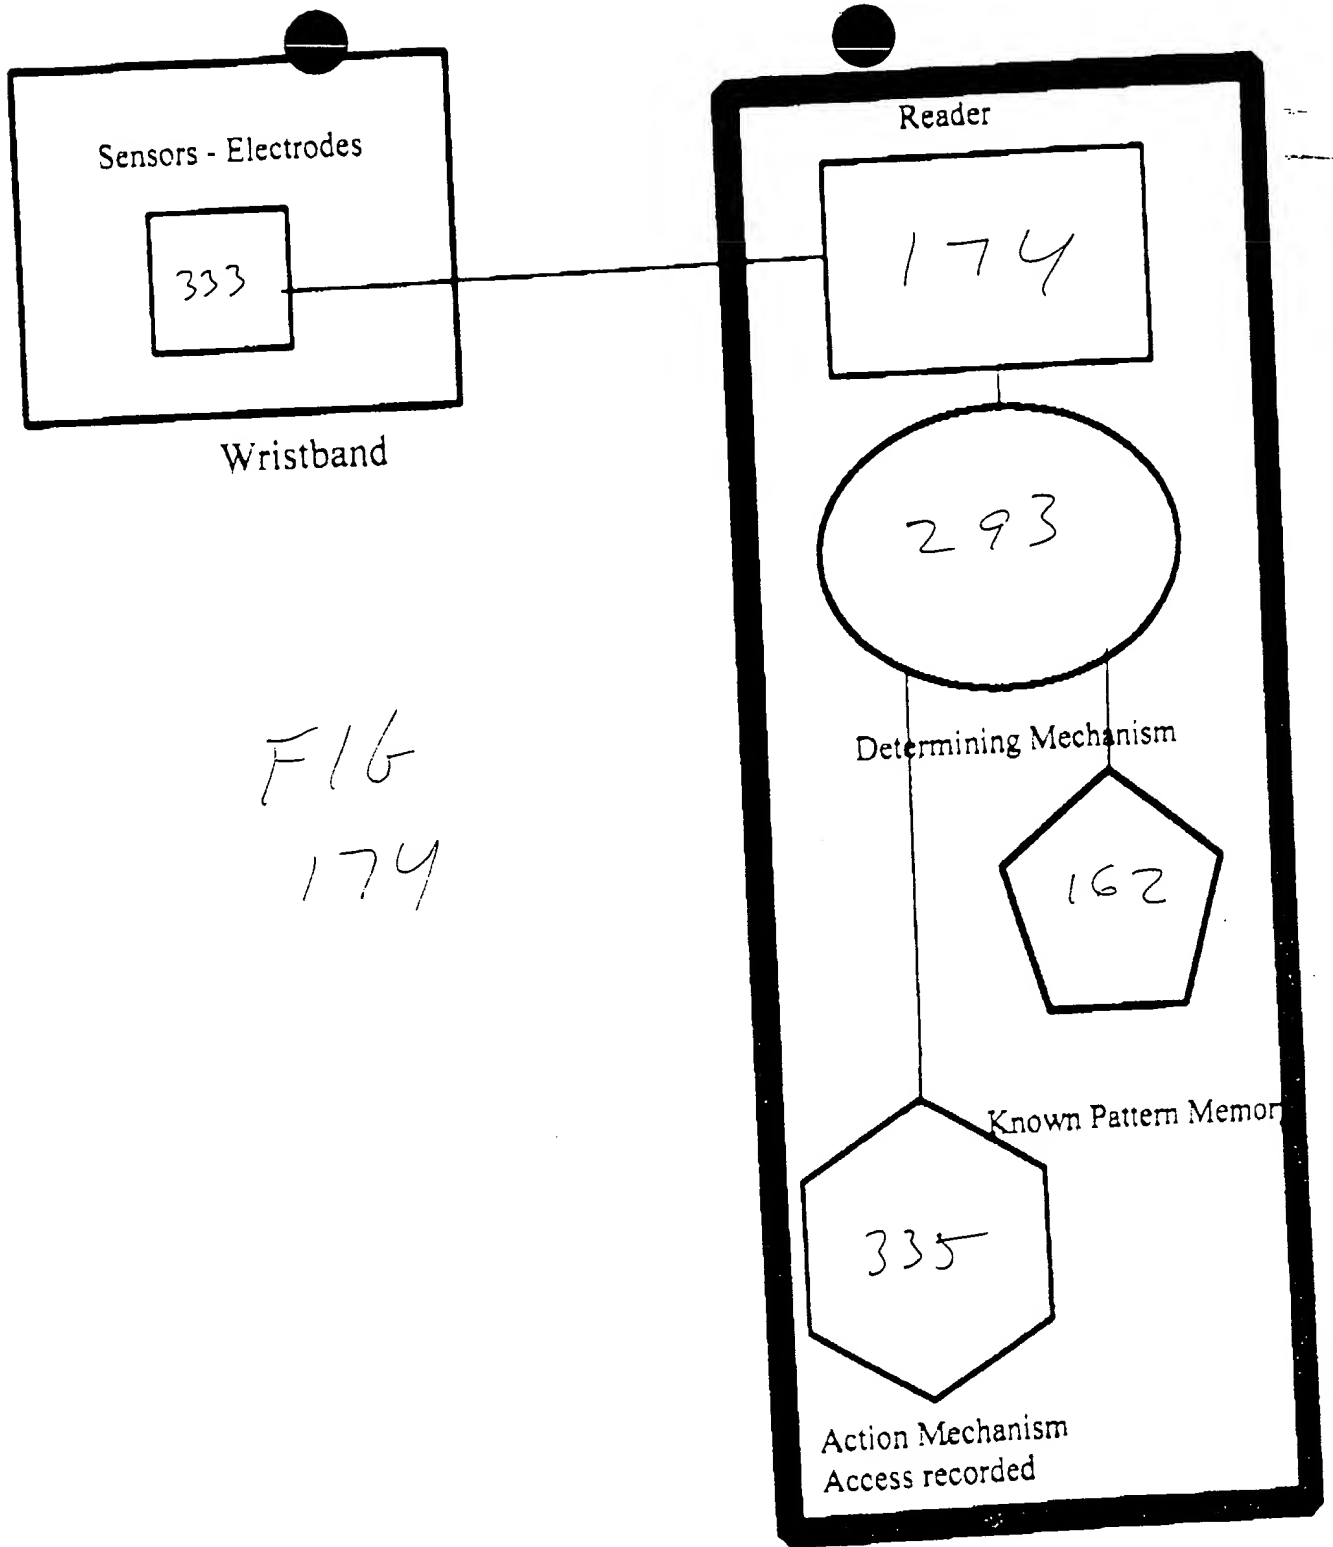 Sensors - Electrodes
333
Wristband
FIG
174
Reader
174
293
Determining Mechanism
162
Known Pattern Memor
335
Action Mechanism
Access recorded